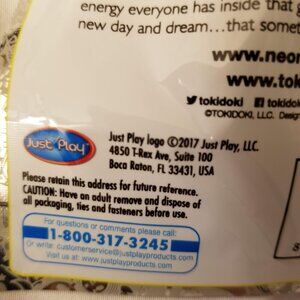 energy everyone has inside that
new day and dream...that some
www.neo
www.tok
tokidoki tokidoki
©TOKIDOKI, LLC. Design
Just Play
Just Play logo ©2017 Just Play, LLC.
4850 T-Rex Ave, Suite 100
Boca Raton, FL 33431, USA
Please retain this address for future reference.
CAUTION: Have an adult remove and dispose of
all packaging, ties and fasteners before use.
For questions or comments please call:
1-800-317-3245
Or write: customerservice@justplayproducts.com
Visit us at: www.justplayproducts.com